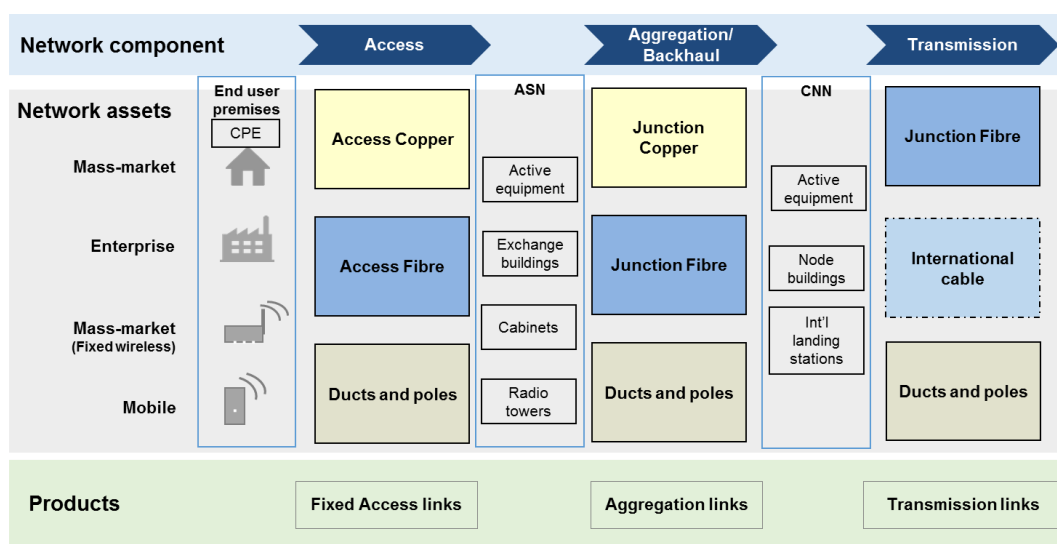 Network component
Access
Aggregation/
Backhaul
Transmission
Network assets
End user
premises
CPE
ASN
CNN
Mass-market
Enterprise
Mass-market
(Fixed wireless)
Mobile
Access Copper
Access Fibre
Ducts and poles
Active
equipment
Exchange
buildings
Cabinets
Radio
towers
Junction
Copper
Junction Fibre
Ducts and poles
Active
equipment
Node
buildings
Int'l
landing
stations
Junction Fibre
International
cable
Ducts and poles
Products
Fixed Access links
Aggregation links
Transmission links